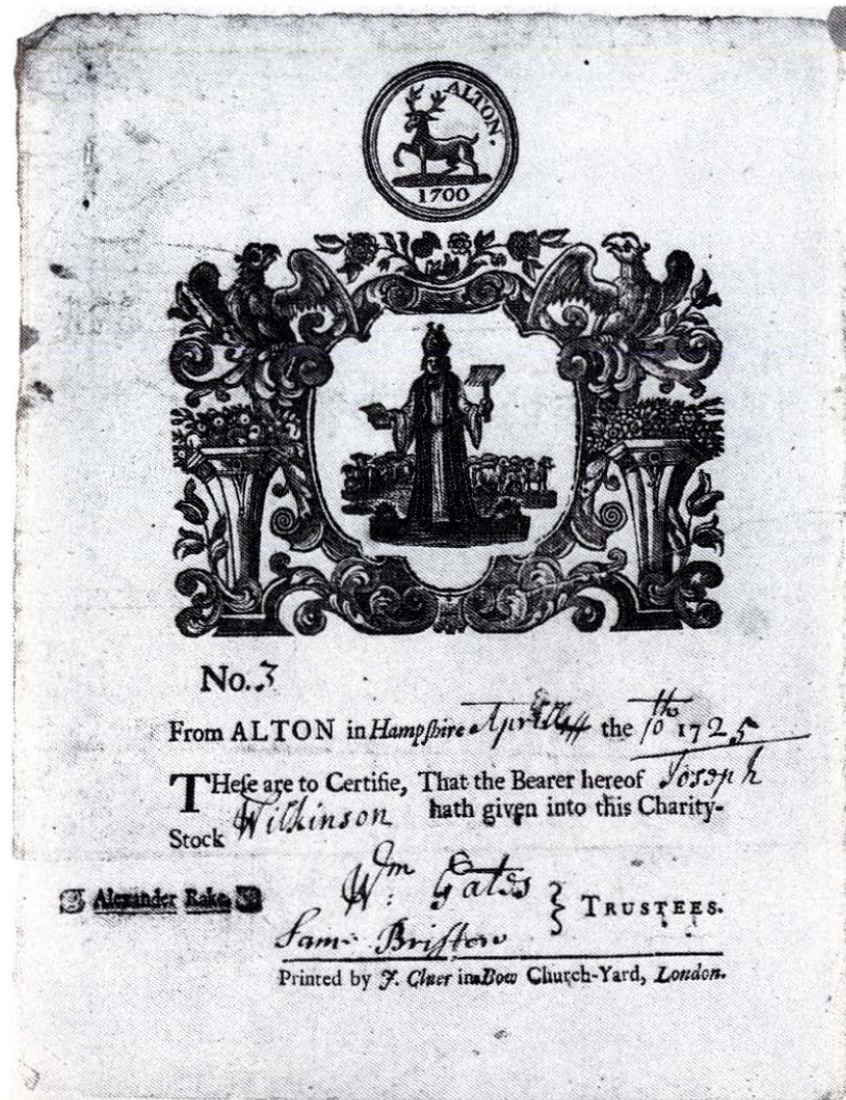 ALTON.
1700
No. 3
From ALTON in Hampſhire Aprill the 10th 1725
THeſe are to Certifie, That the Bearer hereof Joseph
Wilkinson hath given into this Charity-
Stock
Wm. Gates
Alexander Rake.
} TRUSTEES.
Sam: Briſtow
Printed by J. Cluer in Bow Church-Yard, London.